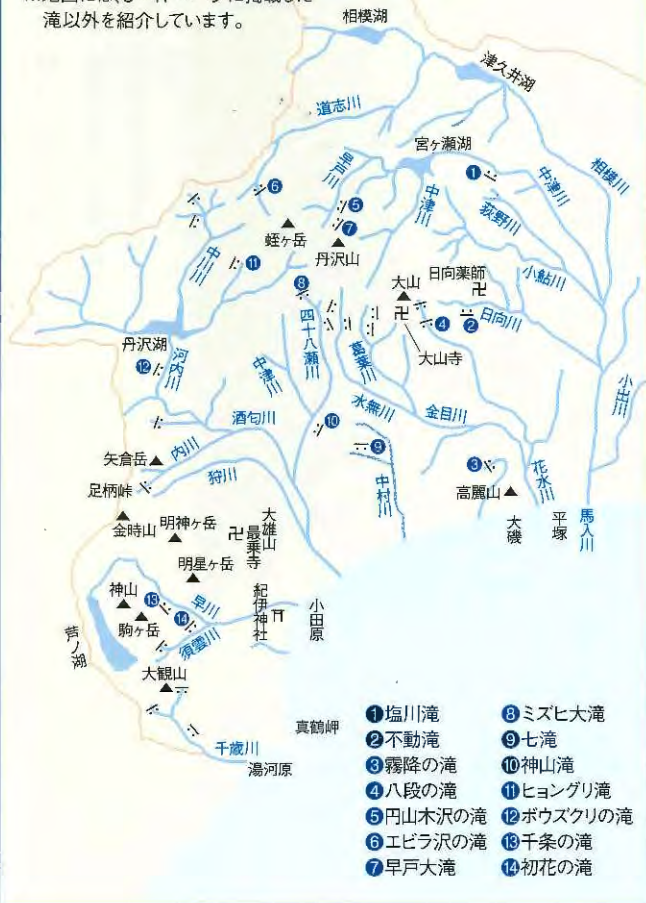 滝以外を紹介しています。
相模湖
津久井湖
道志川
宮ヶ瀬湖
早戸川
中津川
中津川
相模川
荻野川
小鮎川
蛭ヶ岳
丹沢山
中川川
大山
日向薬師
日向川
大山寺
丹沢湖
河内川
四十八瀬川
中津川
葛葉川
水無川
金目川
小出川
酒匂川
内川
狩川
矢倉岳
足柄峠
金時山
明神ヶ岳
明星ヶ岳
大雄山
最乗寺
中村川
高麗山
花水川
大磯
平塚
馬入川
神山
駒ヶ岳
早川
須雲川
紀伊神社
小田原
芦ノ湖
大観山
千歳川
湯河原
真鶴岬
❶塩川滝
❷不動滝
❸霧降の滝
❹八段の滝
❺円山木沢の滝
❻エビラ沢の滝
❼早戸大滝
❽ミズヒ大滝
❾七滝
❿神山滝
⓫ヒョングリ滝
⓬ボウズクリの滝
⓭千条の滝
⓮初花の滝